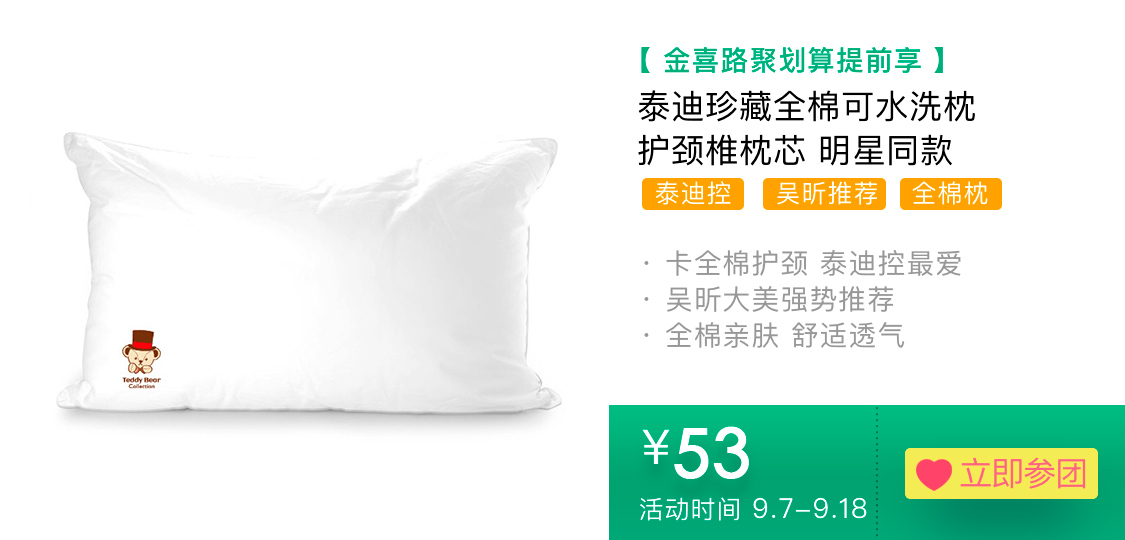 【 金喜路聚划算提前享 】
泰迪珍藏全棉可水洗枕
护颈椎枕芯 明星同款
泰迪控 吴昕推荐 全棉枕
· 卡全棉护颈 泰迪控最爱
· 吴昕大美强势推荐
· 全棉亲肤 舒适透气
Teddy Bear
Collection
¥53
活动时间 9.7–9.18
立即参团